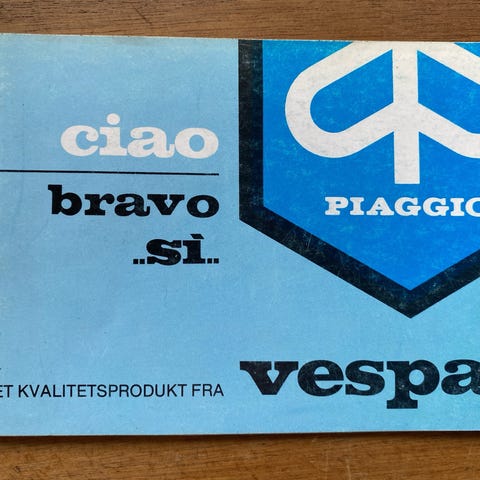 ciao
bravo
..sì..
PIAGGIO
ET KVALITETSPRODUKT FRA vespa